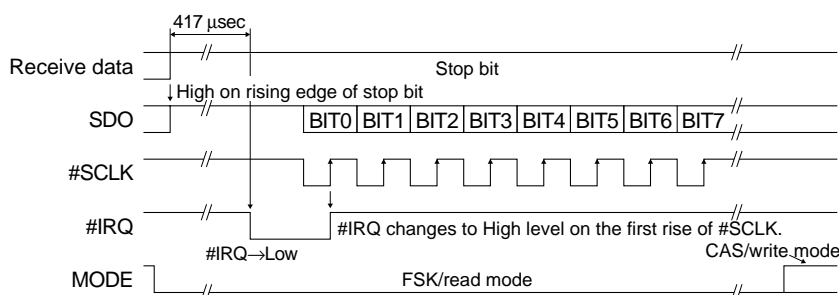 417 μsec
Receive data
Stop bit
High on rising edge of stop bit
SDO
BIT0 BIT1 BIT2 BIT3 BIT4 BIT5 BIT6 BIT7
#SCLK
#IRQ
#IRQ changes to High level on the first rise of #SCLK.
#IRQ→Low
CAS/write mode
MODE
FSK/read mode